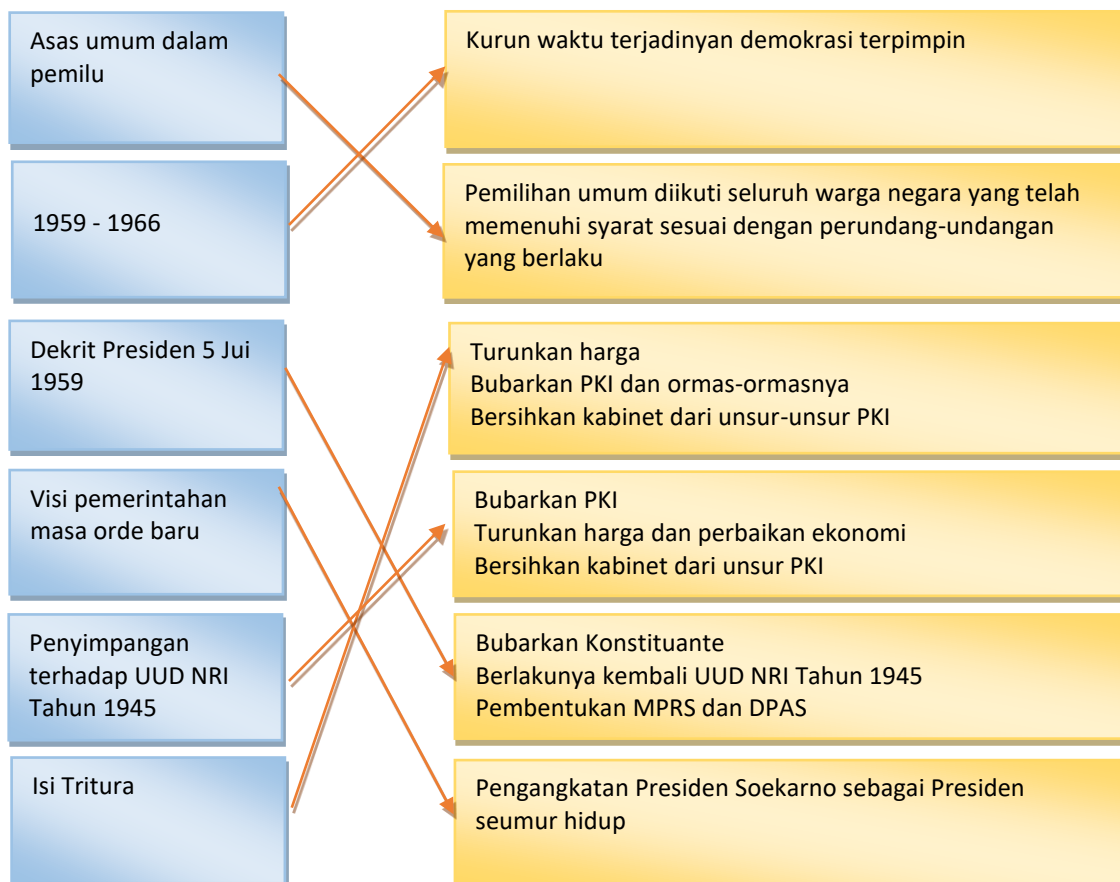 Asas umum dalam
pemilu
Kurun waktu terjadinyan demokrasi terpimpin
1959 - 1966
Pemilihan umum diikuti seluruh warga negara yang telah
memenuhi syarat sesuai dengan perundang-undangan
yang berlaku
Dekrit Presiden 5 Jui
1959
Turunkan harga
Bubarkan PKI dan ormas-ormasnya
Bersihkan kabinet dari unsur-unsur PKI
Visi pemerintahan
masa orde baru
Bubarkan PKI
Turunkan harga dan perbaikan ekonomi
Bersihkan kabinet dari unsur PKI
Penyimpangan
terhadap UUD NRI
Tahun 1945
Bubarkan Konstituante
Berlakunya kembali UUD NRI Tahun 1945
Pembentukan MPRS dan DPAS
Isi Tritura
Pengangkatan Presiden Soekarno sebagai Presiden
seumur hidup